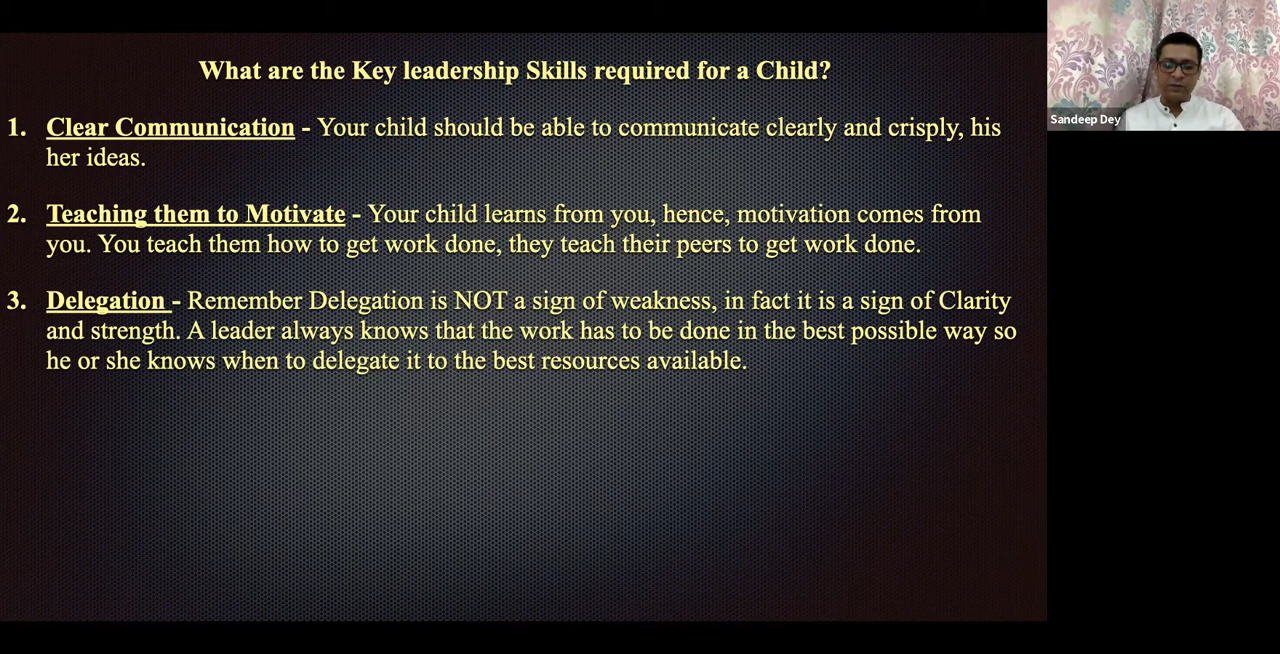 What are the Key leadership Skills required for a Child?
1. Clear Communication - Your child should be able to communicate clearly and crisply, his
her ideas.
2. Teaching them to Motivate - Your child learns from you, hence, motivation comes from
you. You teach them how to get work done, they teach their peers to get work done.
3. Delegation - Remember Delegation is NOT a sign of weakness, in fact it is a sign of Clarity
and strength. A leader always knows that the work has to be done in the best possible way so
he or she knows when to delegate it to the best resources available.
Sandeep Dey